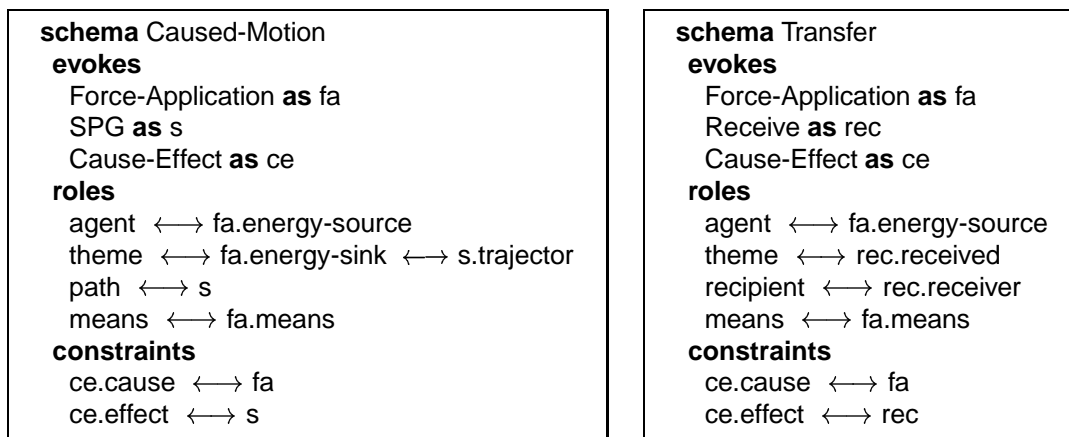 schema Caused-Motion
evokes
Force-Application as fa
SPG as s
Cause-Effect as ce
roles
agent ⟷ fa.energy-source
theme ⟷ fa.energy-sink ⟷ s.trajector
path ⟷ s
means ⟷ fa.means
constraints
ce.cause ⟷ fa
ce.effect ⟷ s
schema Transfer
evokes
Force-Application as fa
Receive as rec
Cause-Effect as ce
roles
agent ⟷ fa.energy-source
theme ⟷ rec.received
recipient ⟷ rec.receiver
means ⟷ fa.means
constraints
ce.cause ⟷ fa
ce.effect ⟷ rec